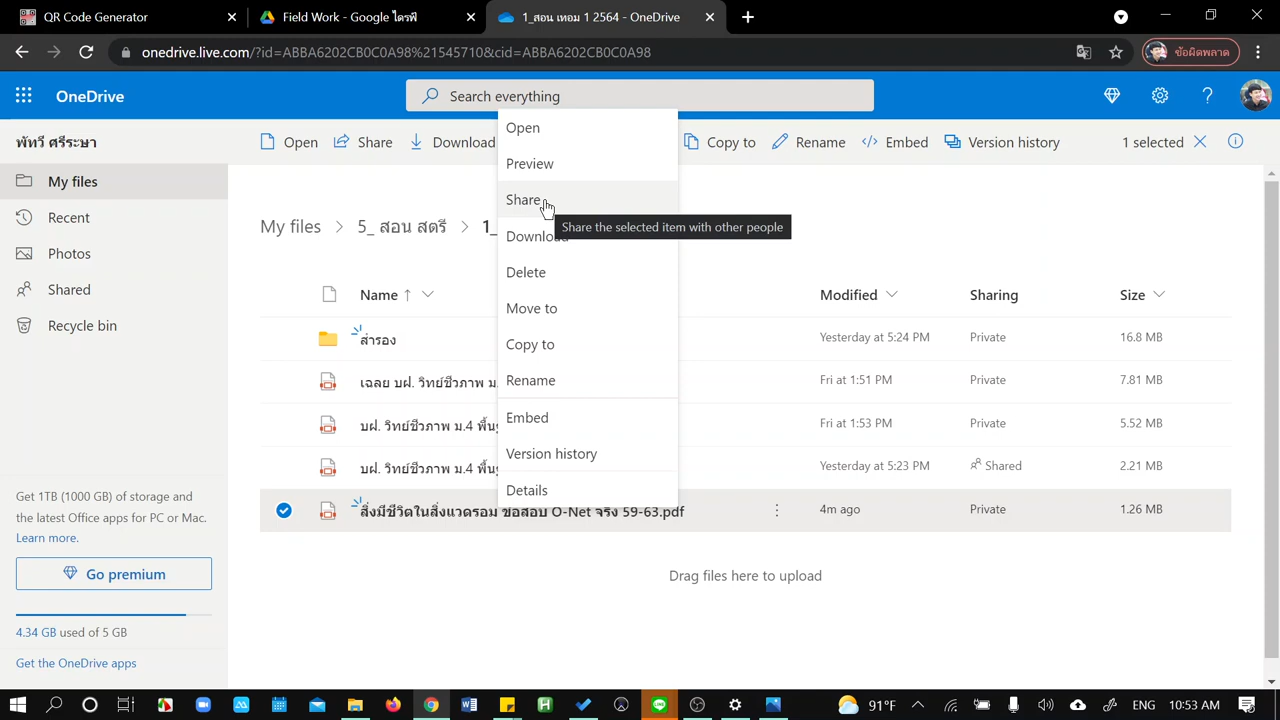 QR Code Generator
Field Work - Google ไดรฟ์
1_สอน เทอม 1 2564 - OneDrive
onedrive.live.com/?id=ABBA6202CB0C0A98%21545710&cid=ABBA6202CB0C0A98
ข้อผิดพลาด
OneDrive
Search everything
พัทวี ศรีระษา
Open
Share
Download
Copy to
Rename
Embed
Version history
1 selected
My files
Recent
Photos
Shared
Recycle bin
My files > 5_ สอน สตรี > 1_
Open
Preview
Share
Share the selected item with other people
Download
Delete
Move to
Copy to
Rename
Embed
Version history
Details
Name
Modified
Sharing
Size
สำรอง
Yesterday at 5:24 PM
Private
16.8 MB
เฉลย บฝ. วิทย์ชีวภาพ ม.
Fri at 1:51 PM
Private
7.81 MB
บฝ. วิทย์ชีวภาพ ม.4 พื้นฐ
Fri at 1:53 PM
Private
5.52 MB
บฝ. วิทย์ชีวภาพ ม.4 พื้นฐ
Yesterday at 5:23 PM
Shared
2.21 MB
สิ่งมีชีวิตในสิ่งแวดรอม ข้อสอบ O-Net จริง 59-63.pdf
4m ago
Private
1.26 MB
Drag files here to upload
Get 1TB (1000 GB) of storage and
the latest Office apps for PC or Mac.
Learn more.
Go premium
4.34 GB used of 5 GB
Get the OneDrive apps
91°F
ENG
10:53 AM